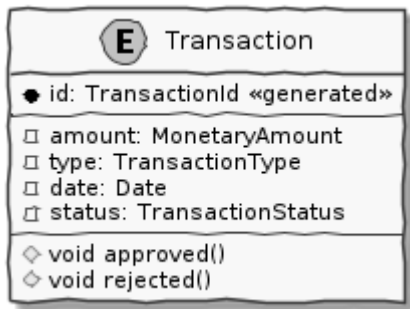 E Transaction
id: TransactionId «generated»
amount: MonetaryAmount
type: TransactionType
date: Date
status: TransactionStatus
void approved()
void rejected()